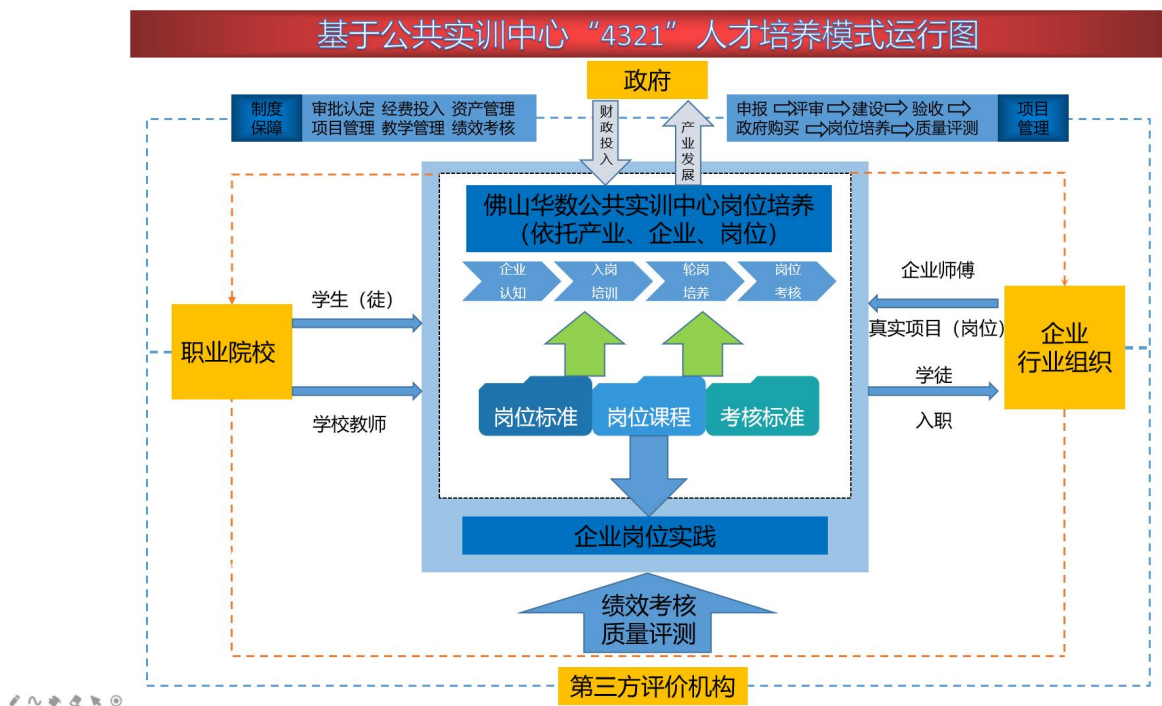 基于公共实训中心“4321”人才培养模式运行图
政府
制度
保障
审批认定 经费投入 资产管理
项目管理 教学管理 绩效考核
财政投入
产业发展
申报⇨评审⇨建设⇨验收⇨
政府购买⇨岗位培养⇨质量评测
项目
管理
佛山华数公共实训中心岗位培养
（依托产业、企业、岗位）
企业
认知
入岗
培训
轮岗
培养
岗位
考核
学生（徒）
职业院校
学校教师
企业师傅
真实项目（岗位）
企业
行业组织
学徒
入职
岗位标准
岗位课程
考核标准
企业岗位实践
绩效考核
质量评测
第三方评价机构